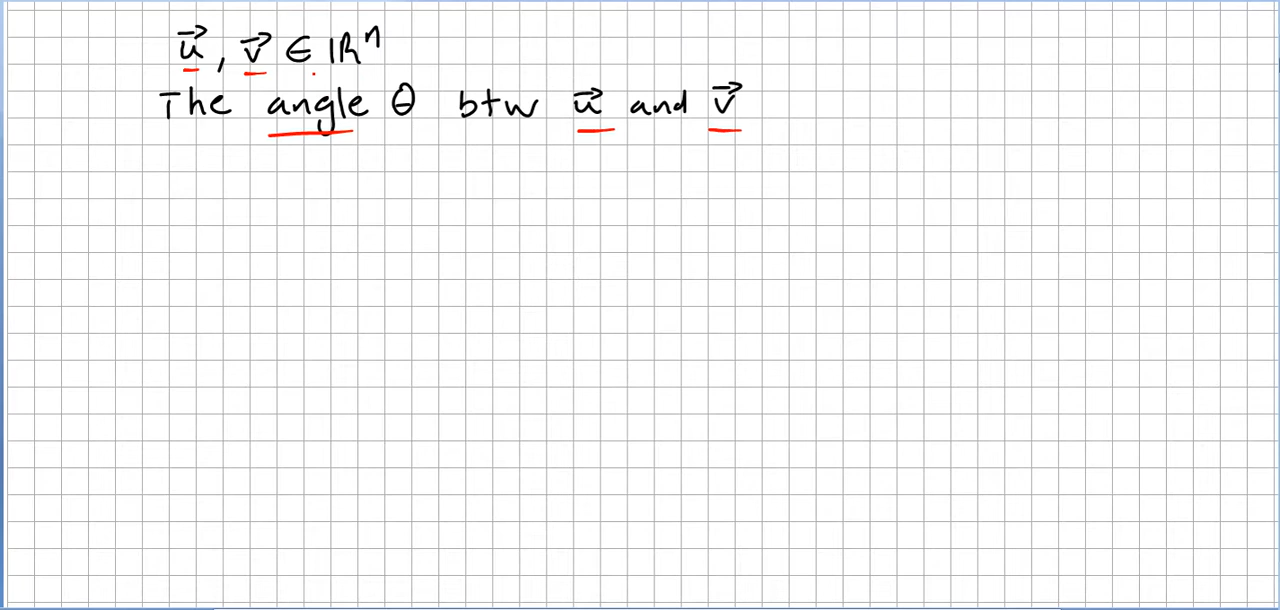 u⃗, v⃗ ∈ ℝⁿ
The angle θ btw u⃗ and v⃗